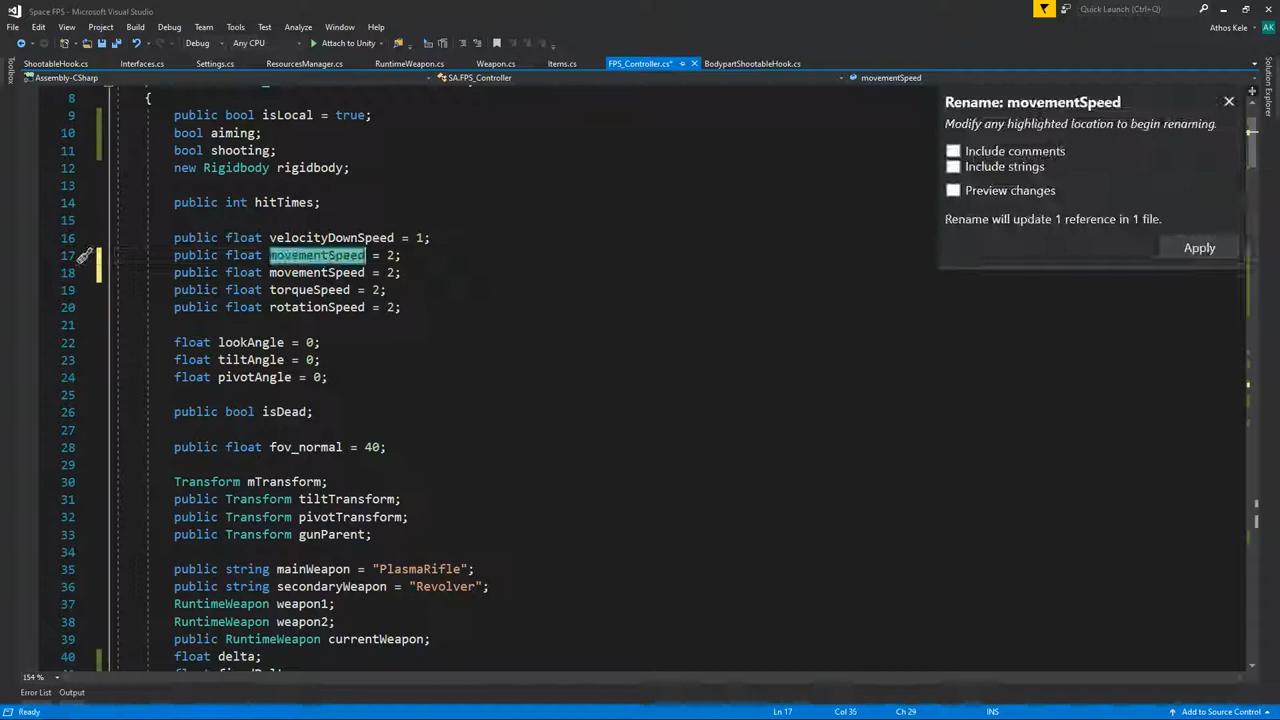 Space FPS - Microsoft Visual Studio
Quick Launch (Ctrl+Q)
File Edit View Project Build Debug Team Tools Test Analyze Window Help
Athos Kele AK
Debug Any CPU Attach to Unity
ShootableHook.cs Interfaces.cs Settings.cs ResourcesManager.cs RuntimeWeapon.cs Weapon.cs Items.cs FPS_Controller.cs* BodypartShootableHook.cs
Toolbox
Solution Explorer
Assembly-CSharp SA.FPS_Controller movementSpeed
8 {
9 public bool isLocal = true;
10 bool aiming;
11 bool shooting;
12 new Rigidbody rigidbody;
13
14 public int hitTimes;
15
16 public float velocityDownSpeed = 1;
17 public float movementSpeed = 2;
18 public float movementSpeed = 2;
19 public float torqueSpeed = 2;
20 public float rotationSpeed = 2;
21
22 float lookAngle = 0;
23 float tiltAngle = 0;
24 float pivotAngle = 0;
25
26 public bool isDead;
27
28 public float fov_normal = 40;
29
30 Transform mTransform;
31 public Transform tiltTransform;
32 public Transform pivotTransform;
33 public Transform gunParent;
34
35 public string mainWeapon = "PlasmaRifle";
36 public string secondaryWeapon = "Revolver";
37 RuntimeWeapon weapon1;
38 RuntimeWeapon weapon2;
39 public RuntimeWeapon currentWeapon;
40 float delta;
Rename: movementSpeed
Modify any highlighted location to begin renaming.
Include comments
Include strings
Preview changes
Rename will update 1 reference in 1 file.
Apply
154 %
Error List Output
Ready Ln 17 Col 35 Ch 29 INS Add to Source Control